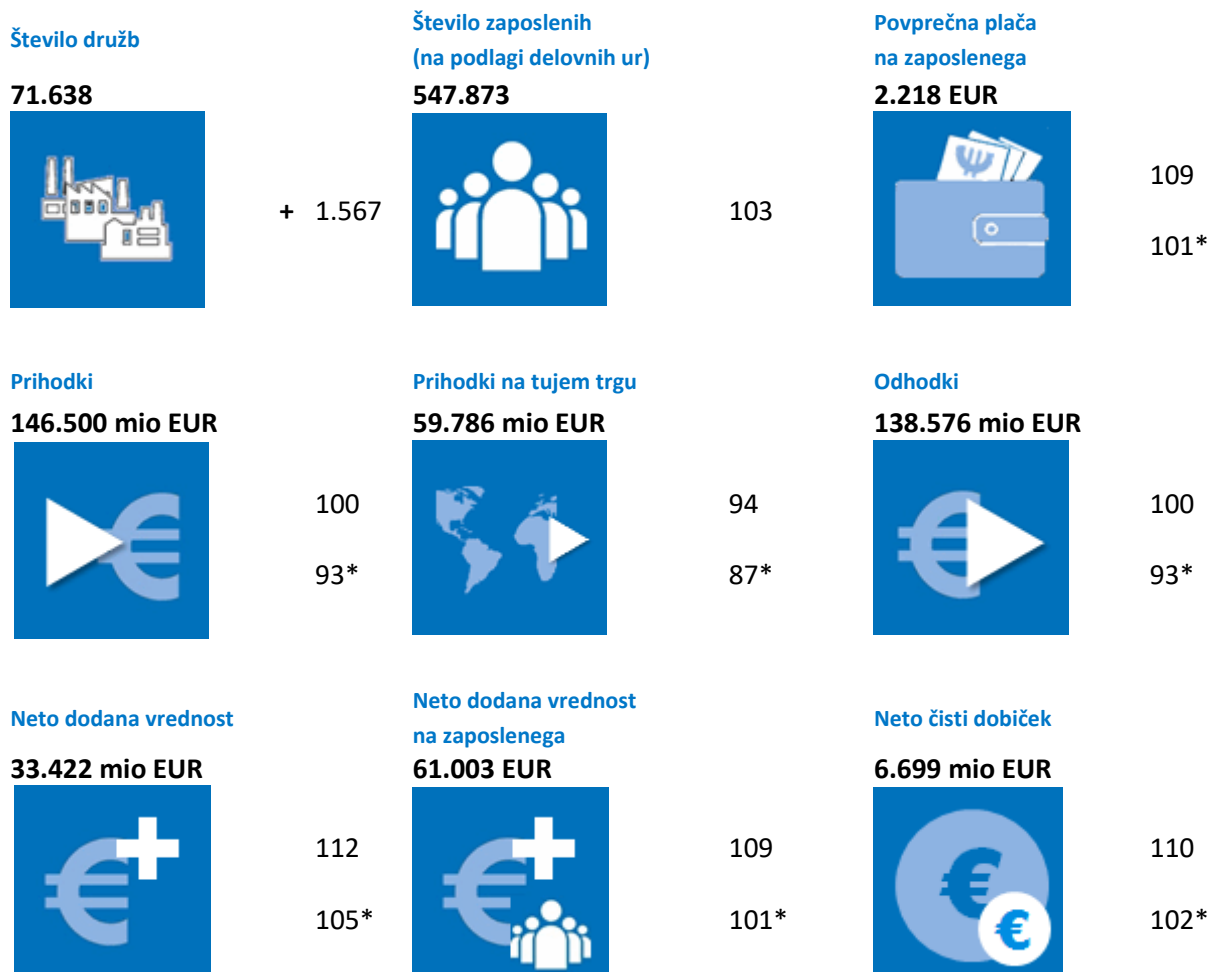 Število družb
71.638
+ 1.567
Število zaposlenih
(na podlagi delovnih ur)
547.873
103
Povprečna plača
na zaposlenega
2.218 EUR
109
101*
Prihodki
146.500 mio EUR
100
93*
Prihodki na tujem trgu
59.786 mio EUR
94
87*
Odhodki
138.576 mio EUR
100
93*
Neto dodana vrednost
33.422 mio EUR
112
105*
Neto dodana vrednost
na zaposlenega
61.003 EUR
109
101*
Neto čisti dobiček
6.699 mio EUR
110
102*